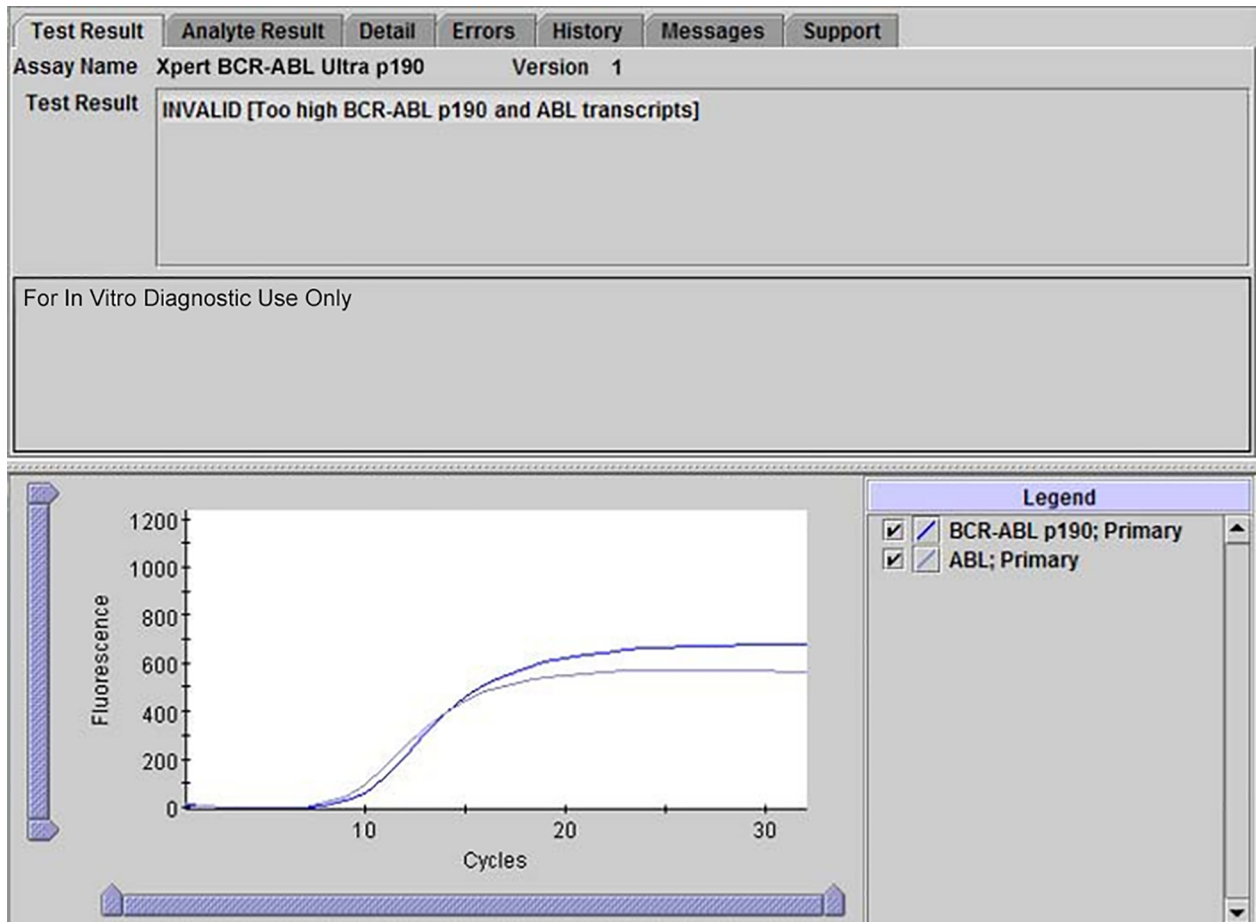 Test Result Analyte Result Detail Errors History Messages Support
Assay Name Xpert BCR-ABL Ultra p190 Version 1
Test Result INVALID [Too high BCR-ABL p190 and ABL transcripts]
For In Vitro Diagnostic Use Only
1200
1000
800
600
400
200
0
Fluorescence
10 20 30
Cycles
Legend
BCR-ABL p190; Primary
ABL; Primary